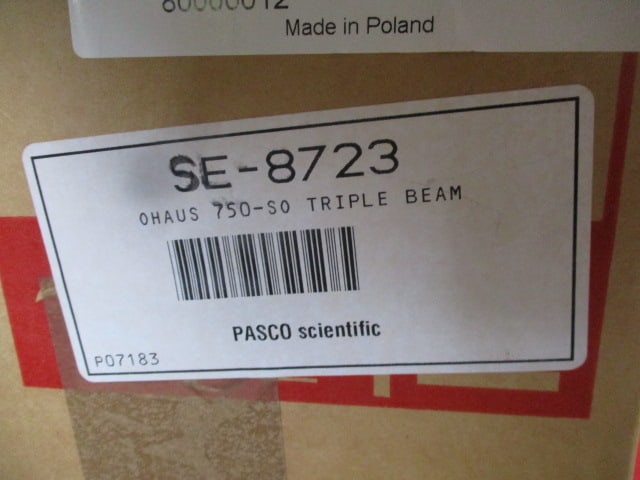 Made in Poland
SE-8723
OHAUS 750-SO TRIPLE BEAM
PASCO scientific
P07183